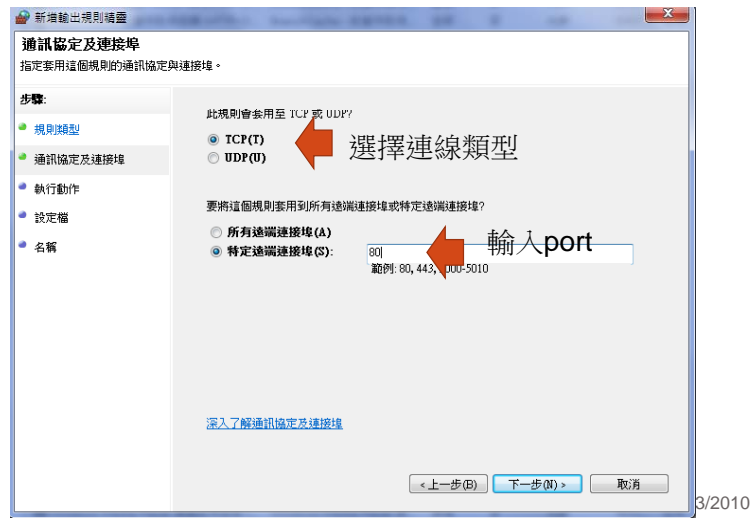 新增輸出規則精靈
通訊協定及連接埠
指定套用這個規則的通訊協定與連接埠。
步驟:
規則類型
通訊協定及連接埠
執行動作
設定檔
名稱
此規則會套用至 TCP 或 UDP?
TCP(T)
UDP(U)
選擇連線類型
要將這個規則套用到所有遠端連接埠或特定遠端連接埠?
所有遠端連接埠(A)
特定遠端連接埠(S):
80
輸入port
範例: 80, 443, 5000-5010
深入了解通訊協定及連接埠
<上一步(B)
下一步(N) >
取消
3/2010